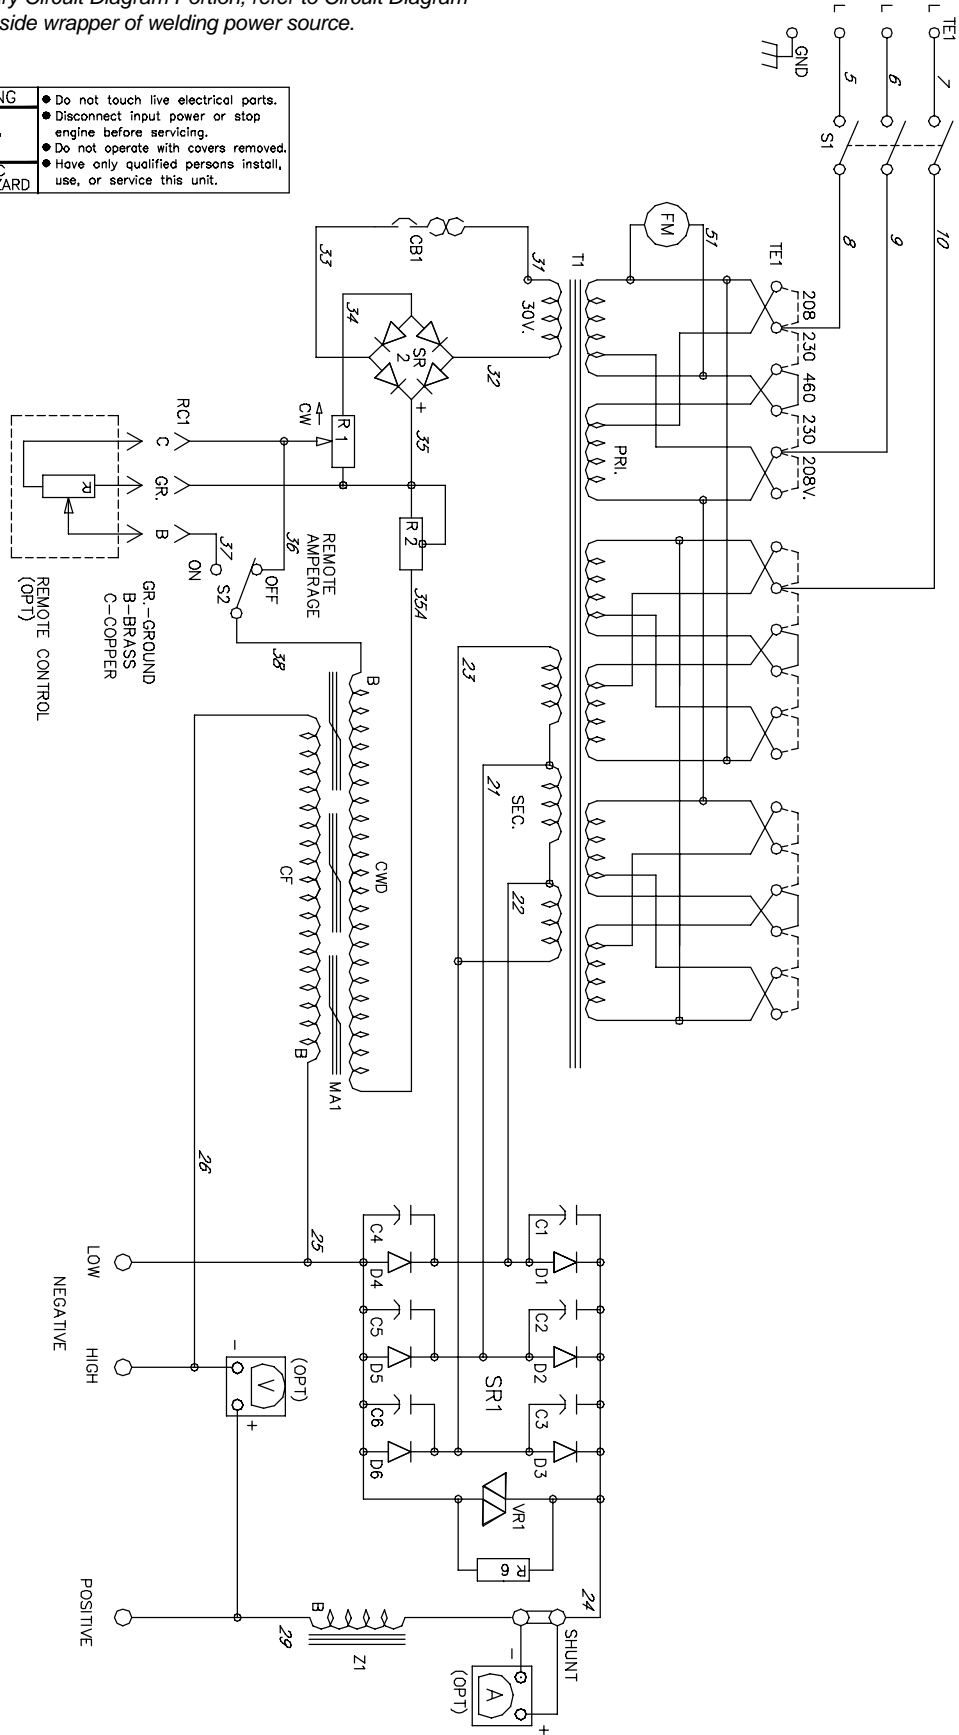 ry Circuit Diagram Portion, refer to Circuit Diagram
side wrapper of welding power source.
NG
ZARD
● Do not touch live electrical parts.
● Disconnect input power or stop
engine before servicing.
● Do not operate with covers removed.
● Have only qualified persons install,
use, or service this unit.
L
L
L
TE1
GND
5
6
7
S1
8
9
10
FM
51
TE1
208
230
460
230
208V.
T1
PRI.
CB1
31
30V.
33
34
SR
2
32
+
35
CW
R 1
RC1
C
GR.
B
R
R 2
35A
REMOTE
AMPERAGE
36
37
ON
OFF
S2
38
GR.-GROUND
B-BRASS
C-COPPER
REMOTE CONTROL
(OPT)
23
21
SEC.
22
B
CWD
CF
B
MA1
26
25
C4
D4
C5
D5
C6
D6
C1
D1
C2
D2
C3
D3
SR1
VR1
R 6
LOW
NEGATIVE
HIGH
-
V
(OPT)
+
POSITIVE
B
29
Z1
24
SHUNT
-
A
(OPT)
+